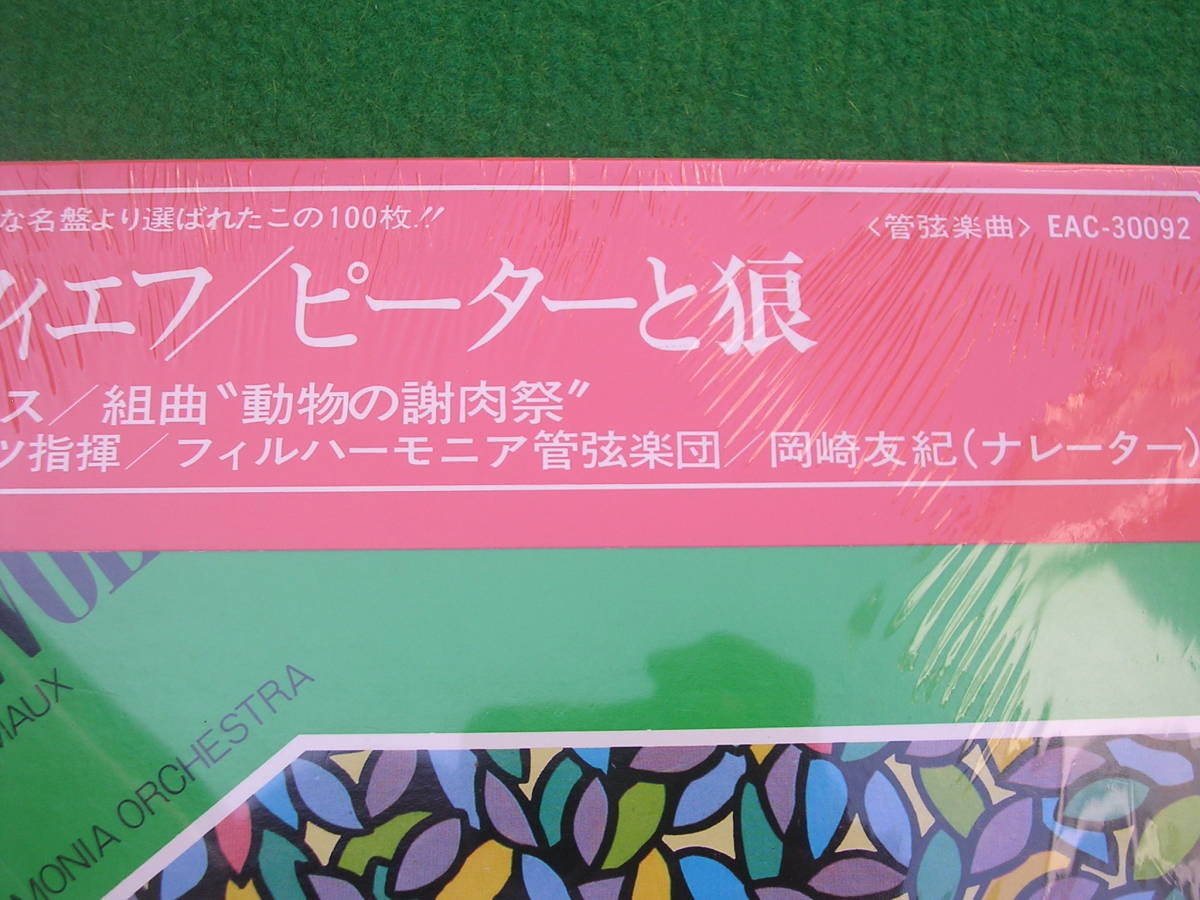 な名盤より選ばれたこの100枚!!
〈管弦楽曲〉 EAC-30092
ィエフ/ピーターと狼
ス/組曲“動物の謝肉祭”
ツ指揮/フィルハーモニア管弦楽団/岡崎友紀(ナレーター)
MAUX
MONIA ORCHESTRA